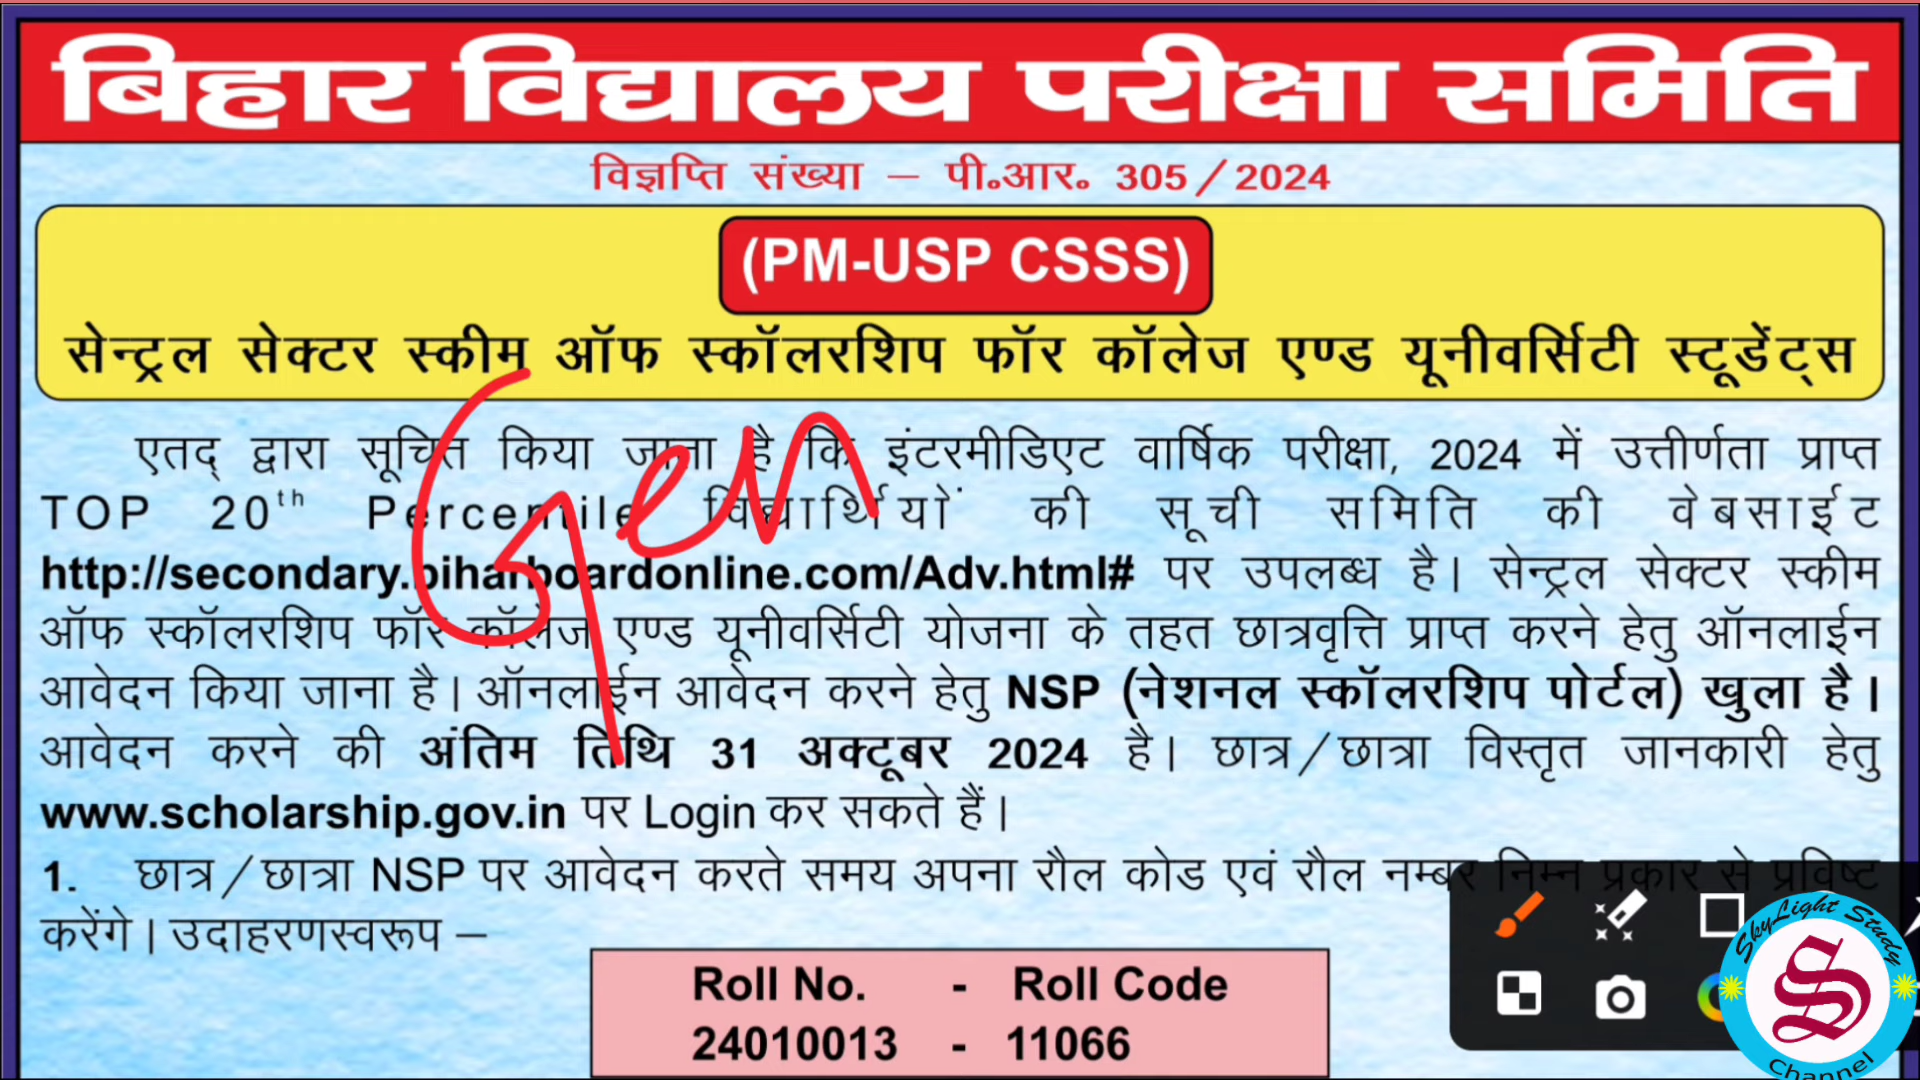 बिहार विद्यालय परीक्षा समिति
विज्ञप्ति संख्या – पी॰आर॰ 305/2024
(PM-USP CSSS)
सेन्ट्रल सेक्टर स्कीम ऑफ स्कॉलरशिप फॉर कॉलेज एण्ड यूनीवर्सिटी स्टूडेंट्स
एतद् द्वारा सूचित किया जाता है कि इंटरमीडिएट वार्षिक परीक्षा, 2024 में उत्तीर्णता प्राप्त
TOP 20th Percentile विद्यार्थियों की सूची समिति की वेबसाईट
http://secondary.biharboardonline.com/Adv.html# पर उपलब्ध है। सेन्ट्रल सेक्टर स्कीम
ऑफ स्कॉलरशिप फॉर कॉलेज एण्ड यूनीवर्सिटी योजना के तहत छात्रवृत्ति प्राप्त करने हेतु ऑनलाईन
आवेदन किया जाना है। ऑनलाईन आवेदन करने हेतु NSP (नेशनल स्कॉलरशिप पोर्टल) खुला है।
आवेदन करने की अंतिम तिथि 31 अक्टूबर 2024 है। छात्र/छात्रा विस्तृत जानकारी हेतु
www.scholarship.gov.in पर Login कर सकते हैं।
1. छात्र/छात्रा NSP पर आवेदन करते समय अपना रौल कोड एवं रौल नम्बर निम्न प्रकार से प्रविष्ट
करेंगे। उदाहरणस्वरूप –
Roll No. - Roll Code
24010013 - 11066
Gen
SkyLight Study
S
Channel